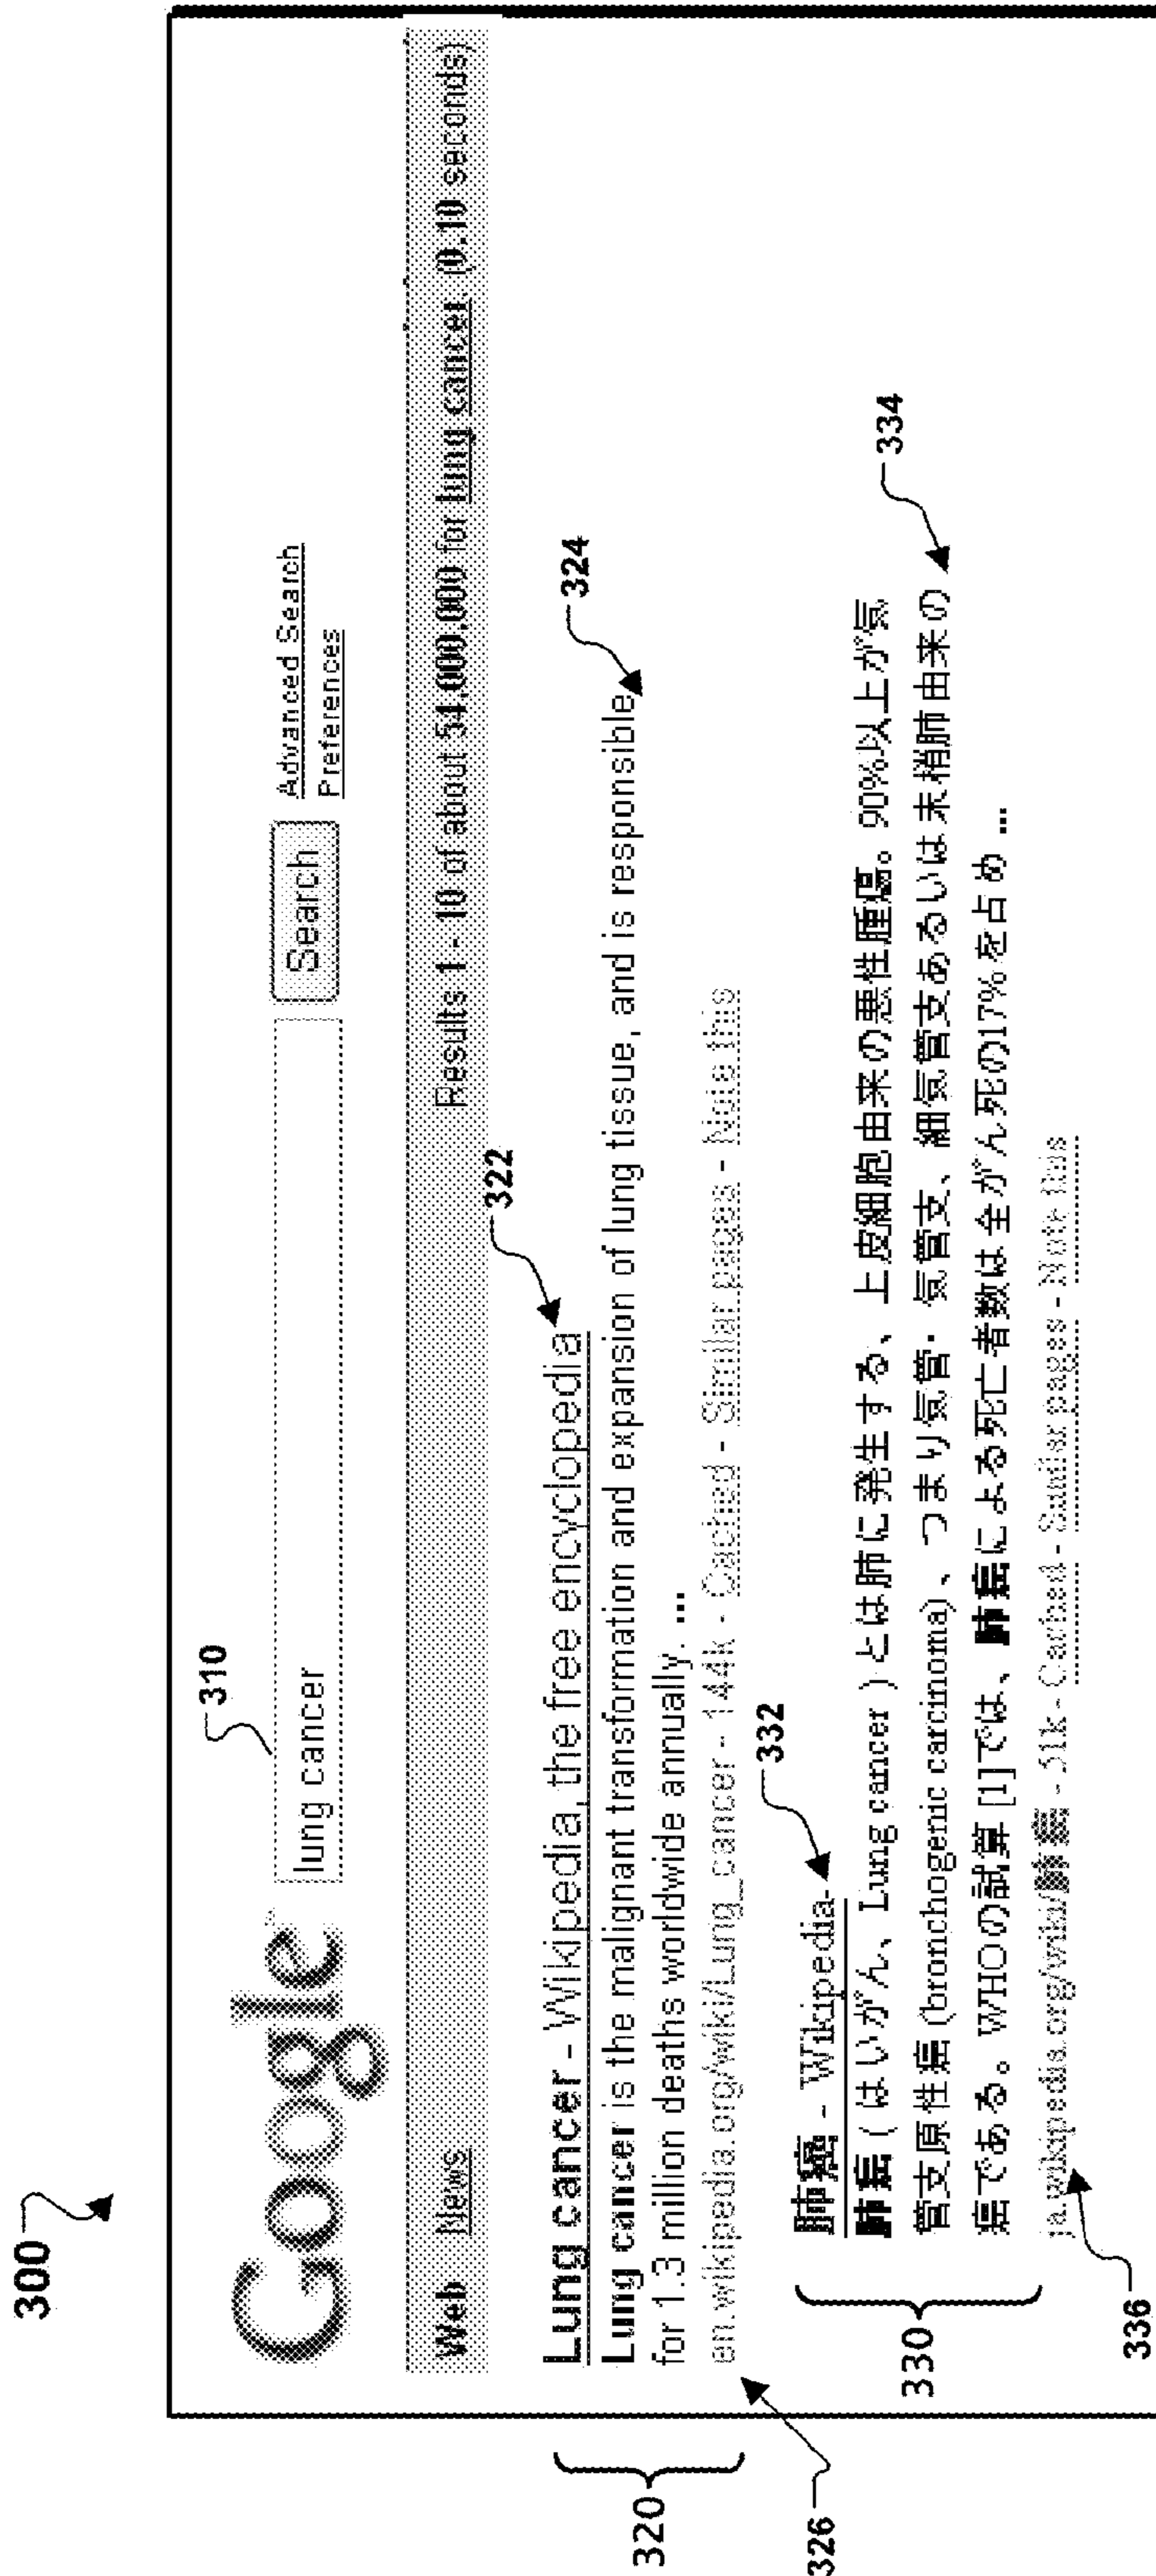 300
310
Google
lung cancer
Search
Advanced Search
Preferences
Web News Results 1 - 10 of about 54,000,000 for lung cancer. (0.10 seconds)
322
324
320
Lung cancer - Wikipedia, the free encyclopedia
Lung cancer is the malignant transformation and expansion of lung tissue, and is responsible
for 1.3 million deaths worldwide annually. ...
en.wikipedia.org/wiki/Lung_cancer - 144k - Cached - Similar pages - Note this
326
332
334
330
肺癌 - Wikipedia
肺癌 (はいがん、Lung cancer ) とは肺に発生する、上皮細胞由来の悪性腫瘍。90%以上が気
管支原性癌 (bronchogenic carcinoma) 、つまり気管・気管支、細気管支あるいは末梢肺由来の
癌である。WHOの試算 [1]では、肺癌による死亡者数は全がん死の17%を占め ...
ja.wikipedia.org/wiki/肺癌 - 51k - Cached - Similar pages - Note this
336